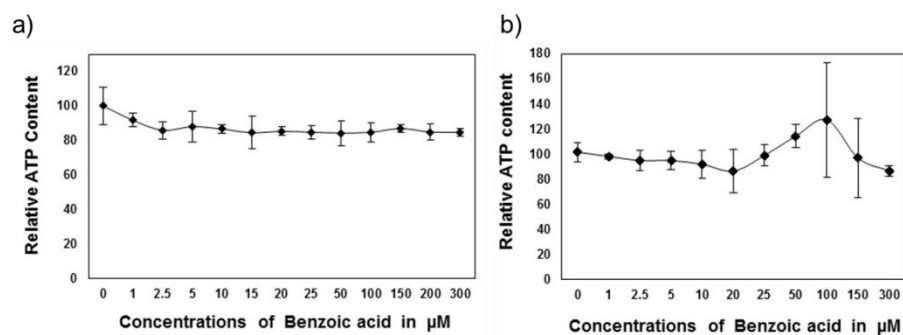 a)
120
100
80
60
40
20
0
Relative ATP Content
0 1 2.5 5 10 15 20 25 50 100 150 200 300
Concentrations of Benzoic acid in µM
b)
180
160
140
120
100
80
60
40
20
0
Relative ATP content
0 1 2.5 5 10 20 25 50 100 150 300
Concentrations of Benzoic acid in µM